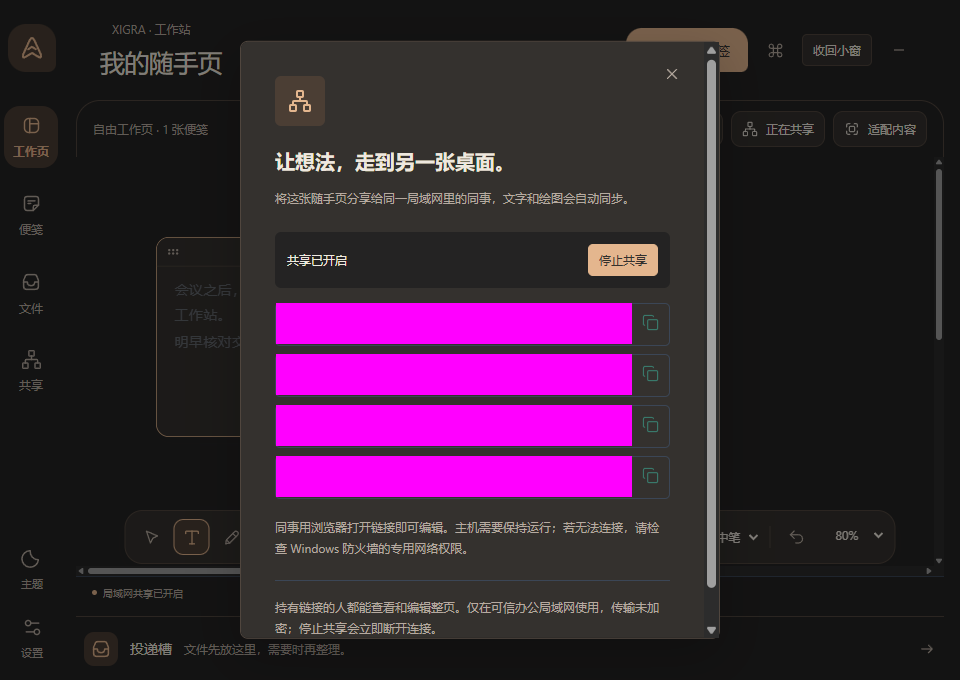 XIGRA · 工作站
我的随手页
收回小窗
工作页
便笺
文件
共享
主题
设置
自由工作页 · 1 张便笺
正在共享
适配内容
会议之后，
工作站。
明早核对
让想法，走到另一张桌面。
将这张随手页分享给同一局域网里的同事，文字和绘图会自动同步。
共享已开启
停止共享
同事用浏览器打开链接即可编辑。主机需要保持运行；若无法连接，请检
查 Windows 防火墙的专用网络权限。
持有链接的人都能查看和编辑整页。仅在可信办公局域网使用，传输未加
密；停止共享会立即断开连接。
T
中笔
80%
局域网共享已开启
投递槽
文件先放这里，需要时再整理。